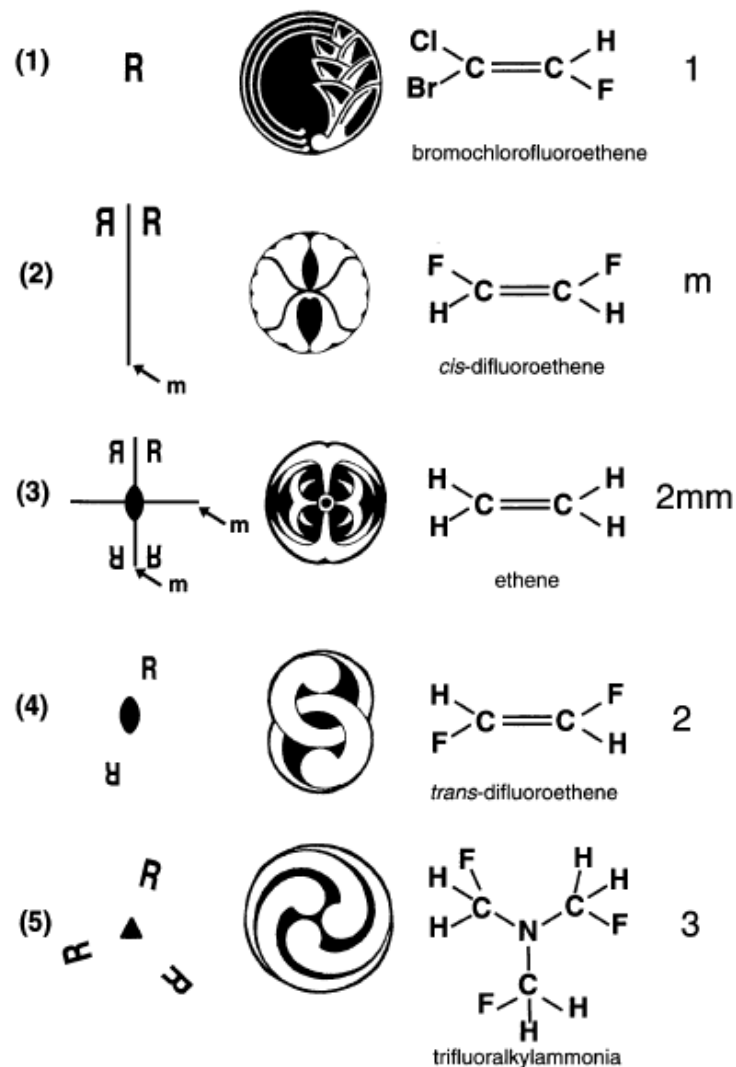 (1) R Cl Br C C H F 1
bromochlorofluoroethene
Я R
(2) F H C C F H m
m
cis-difluoroethene
Я R
(3) H H C C H H 2mm
m
R R
m
ethene
R
(4) H F C C F H 2
R
trans-difluoroethene
R
F H
H C C H
(5) H N F 3
R R
C
F H
H
trifluoralkylammonia